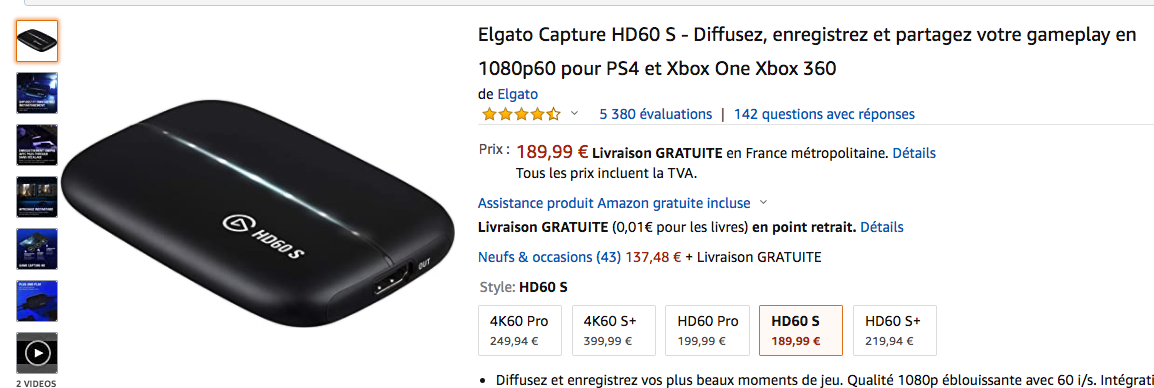 Elgato Capture HD60 S - Diffusez, enregistrez et partagez votre gameplay en
1080p60 pour PS4 et Xbox One Xbox 360
de Elgato
5 380 évaluations | 142 questions avec réponses
Prix : 189,99 € Livraison GRATUITE en France métropolitaine. Détails
Tous les prix incluent la TVA.
Assistance produit Amazon gratuite incluse
Livraison GRATUITE (0,01€ pour les livres) en point retrait. Détails
Neufs & occasions (43) 137,48 € + Livraison GRATUITE
Style: HD60 S
4K60 Pro
249,94 €
4K60 S+
399,99 €
HD60 Pro
199,99 €
HD60 S
189,99 €
HD60 S+
219,94 €
• Diffusez et enregistrez vos plus beaux moments de jeu. Qualité 1080p éblouissante avec 60 i/s. Intégrati
HD60 S
OUT
2 VIDEOS